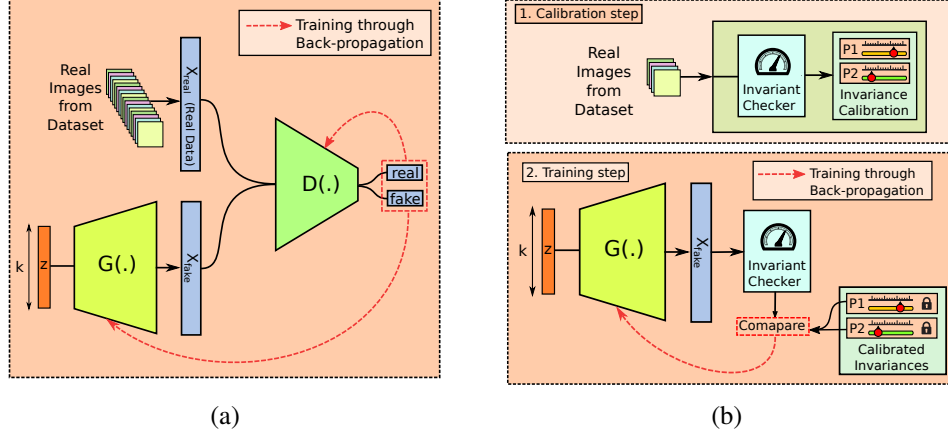 Training through
Back-propagation
Real
Images
from
Dataset
X_real (Real Data)
D(.)
real
fake
k
z
G(.)
X_fake
(a)
1. Calibration step
Real
Images
from
Dataset
Invariant
Checker
P1
P2
Invariance
Calibration
2. Training step
Training through
Back-propagation
k
z
G(.)
X_fake
Invariant
Checker
Comapare
P1
P2
Calibrated
Invariances
(b)